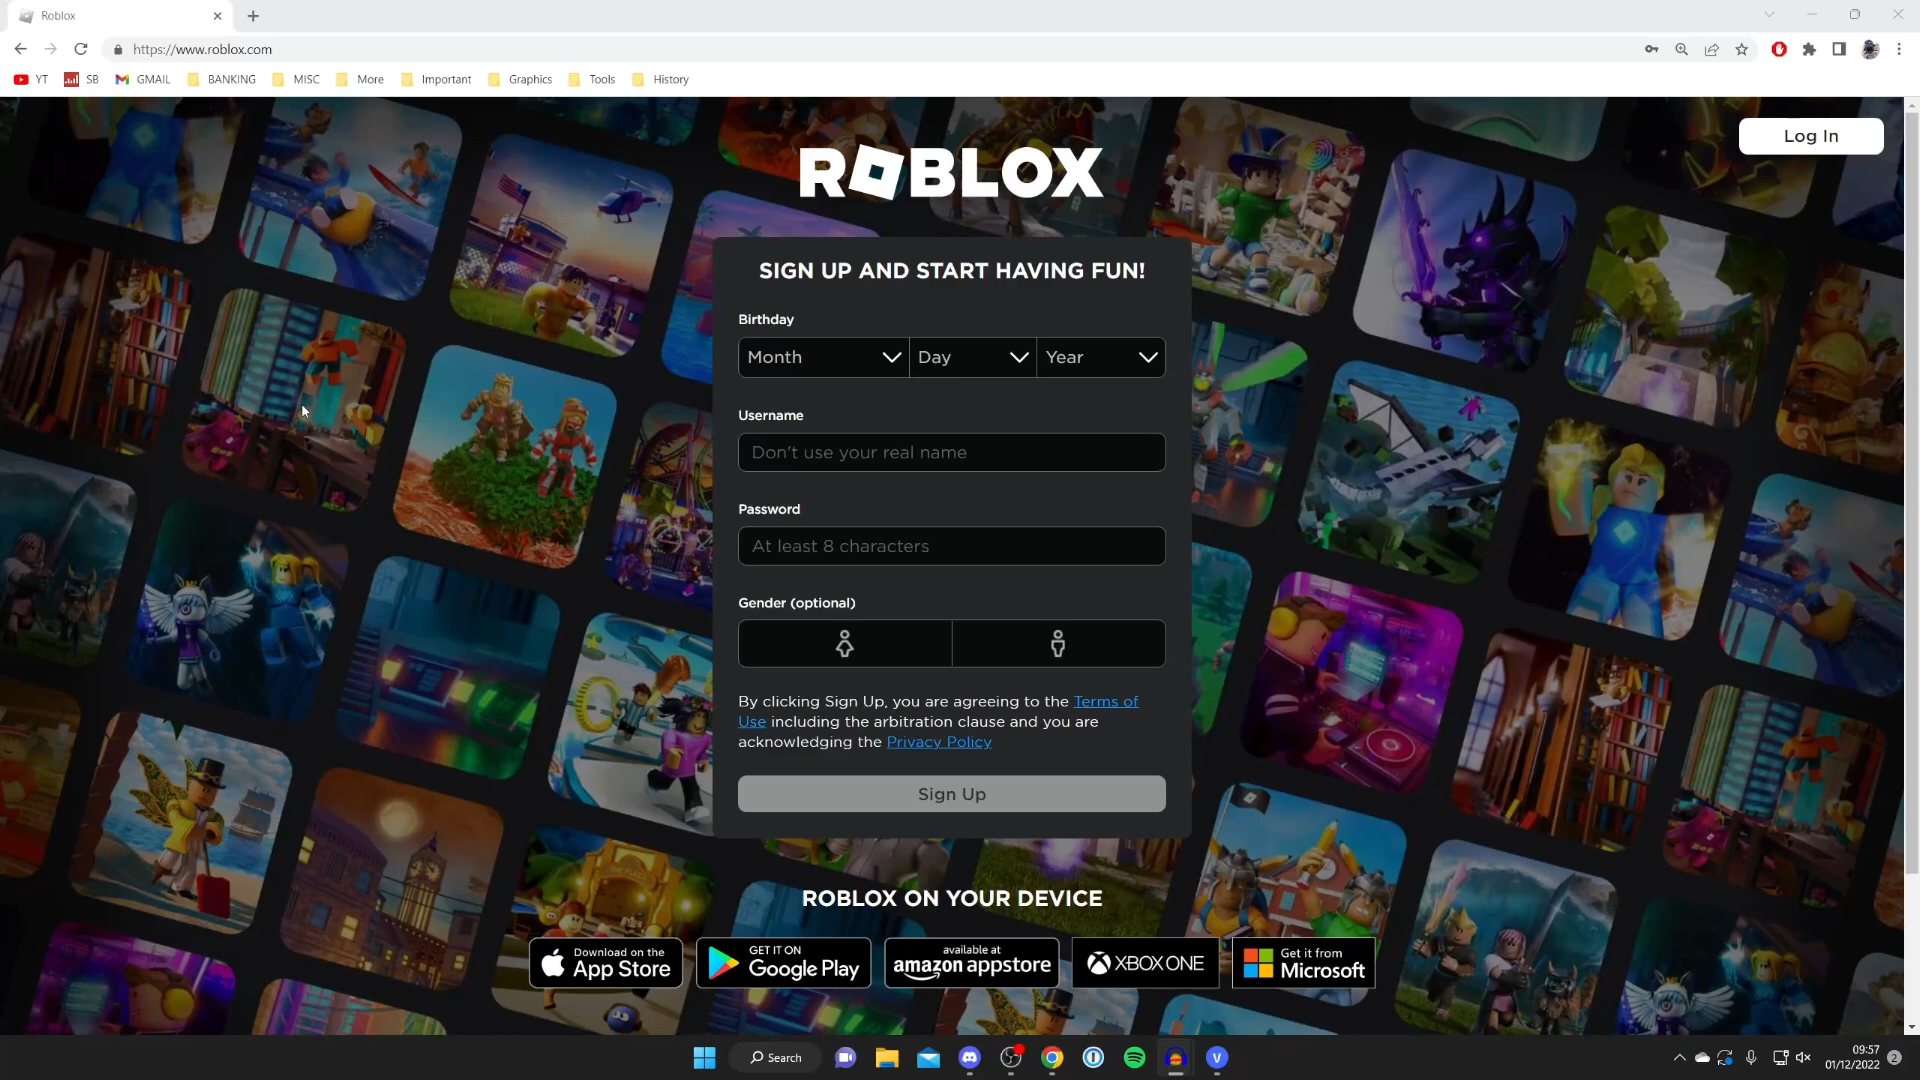 Roblox
https://www.roblox.com
YT SB GMAIL BANKING MISC More Important Graphics Tools History
Log In
ROBLOX
SIGN UP AND START HAVING FUN!
Birthday
Month Day Year
Username
Don't use your real name
Password
At least 8 characters
Gender (optional)
By clicking Sign Up, you are agreeing to the Terms of
Use including the arbitration clause and you are
acknowledging the Privacy Policy
Sign Up
ROBLOX ON YOUR DEVICE
Download on the
App Store
GET IT ON
Google Play
available at
amazon appstore
XBOX ONE
Get it from
Microsoft
Search
V
09:57
01/12/2022
2